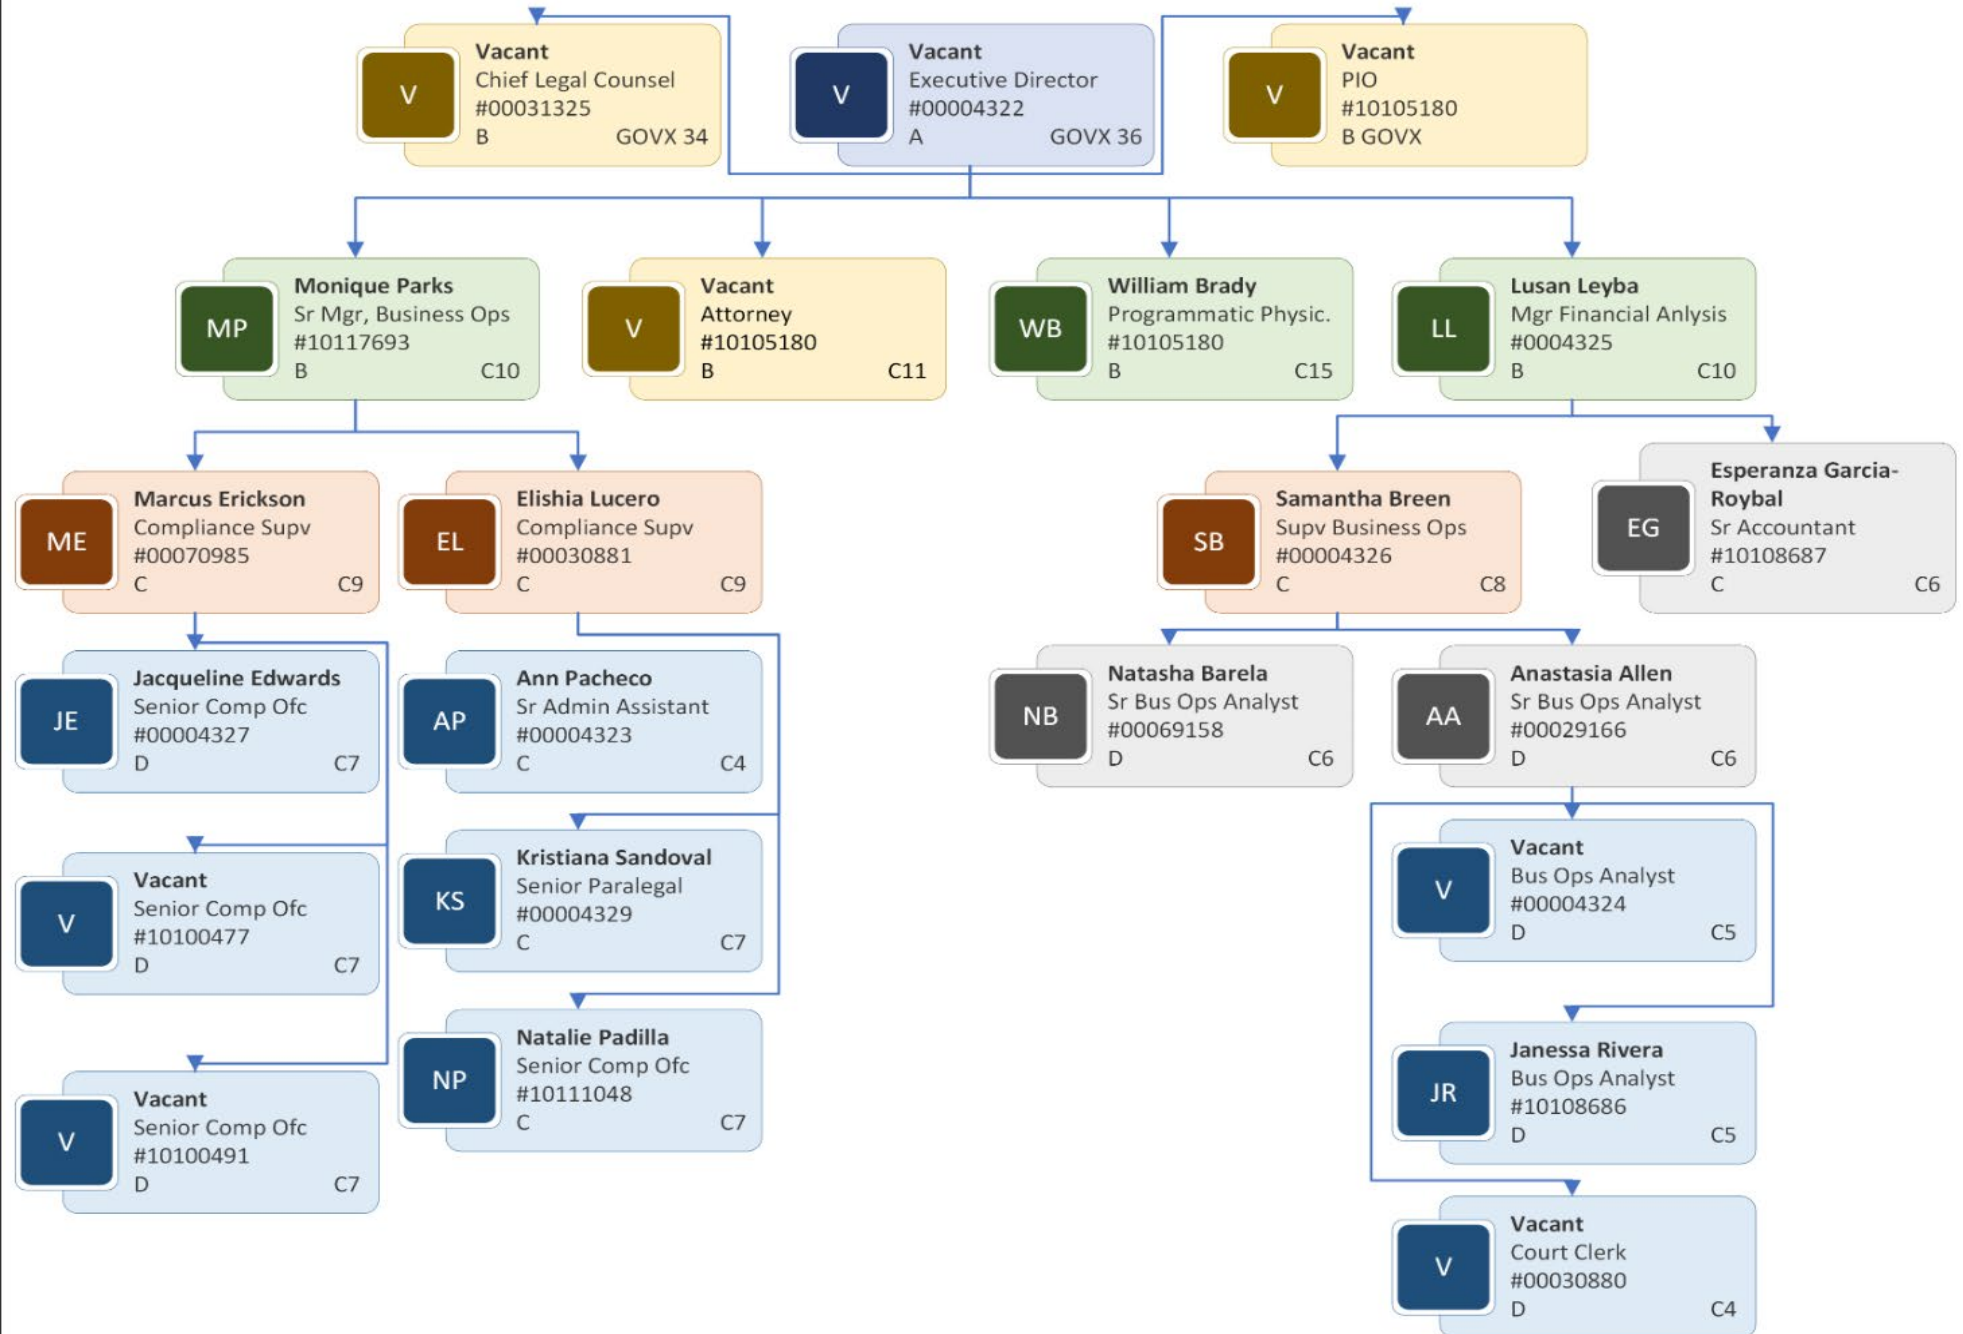 V
Vacant
Chief Legal Counsel
#00031325
B GOVX 34
V
Vacant
Executive Director
#00004322
A GOVX 36
V
Vacant
PIO
#10105180
B GOVX
MP
Monique Parks
Sr Mgr, Business Ops
#10117693
B C10
V
Vacant
Attorney
#10105180
B C11
WB
William Brady
Programmatic Physic.
#10105180
B C15
LL
Lusan Leyba
Mgr Financial Anlysis
#0004325
B C10
ME
Marcus Erickson
Compliance Supv
#00070985
C C9
EL
Elishia Lucero
Compliance Supv
#00030881
C C9
SB
Samantha Breen
Supv Business Ops
#00004326
C C8
EG
Esperanza Garcia-
Roybal
Sr Accountant
#10108687
C C6
JE
Jacqueline Edwards
Senior Comp Ofc
#00004327
D C7
AP
Ann Pacheco
Sr Admin Assistant
#00004323
C C4
NB
Natasha Barela
Sr Bus Ops Analyst
#00069158
D C6
AA
Anastasia Allen
Sr Bus Ops Analyst
#00029166
D C6
V
Vacant
Senior Comp Ofc
#10100477
D C7
KS
Kristiana Sandoval
Senior Paralegal
#00004329
C C7
V
Vacant
Bus Ops Analyst
#00004324
D C5
V
Vacant
Senior Comp Ofc
#10100491
D C7
NP
Natalie Padilla
Senior Comp Ofc
#10111048
C C7
JR
Janessa Rivera
Bus Ops Analyst
#10108686
D C5
V
Vacant
Court Clerk
#00030880
D C4